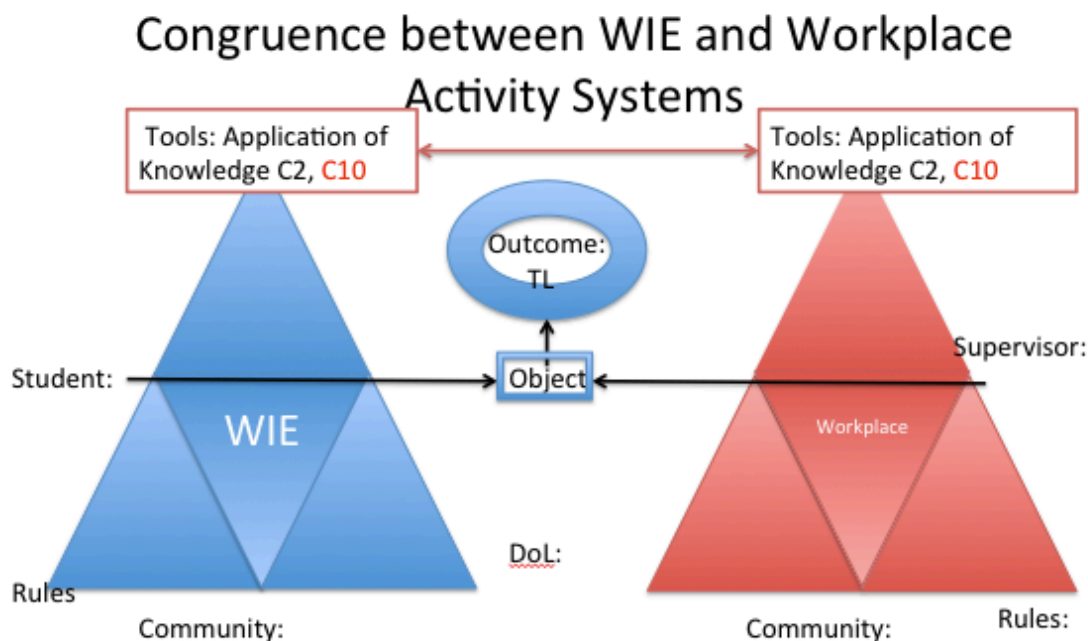 Congruence between WIE and Workplace
Activity Systems
Tools: Application of
Knowledge C2, C10
Tools: Application of
Knowledge C2, C10
Outcome:
TL
Supervisor:
Student:
Object
WIE
Workplace
DoL:
Rules
Community:
Community:
Rules: